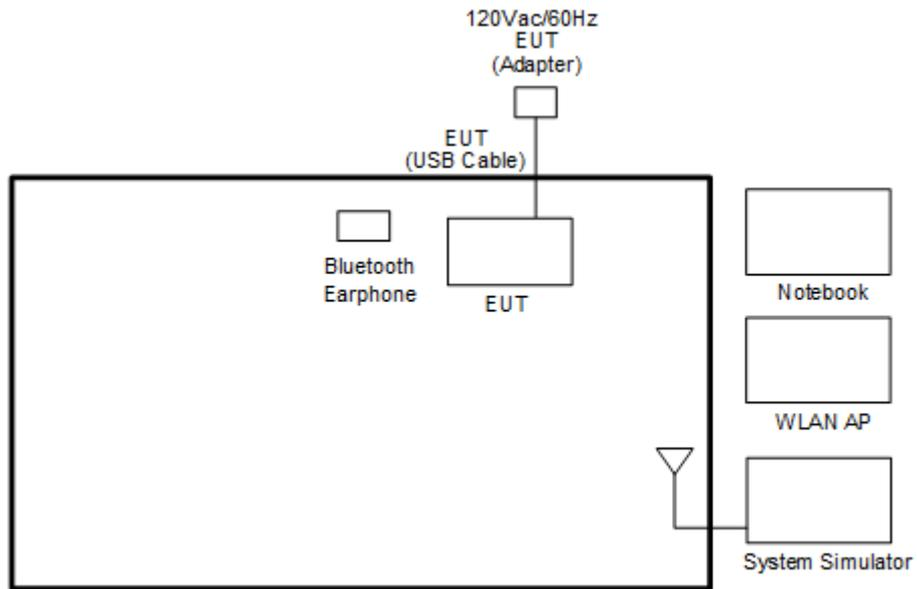 120Vac/60Hz
EUT
(Adapter)
EUT
(USB Cable)
Bluetooth
Earphone
EUT
Notebook
WLAN AP
System Simulator